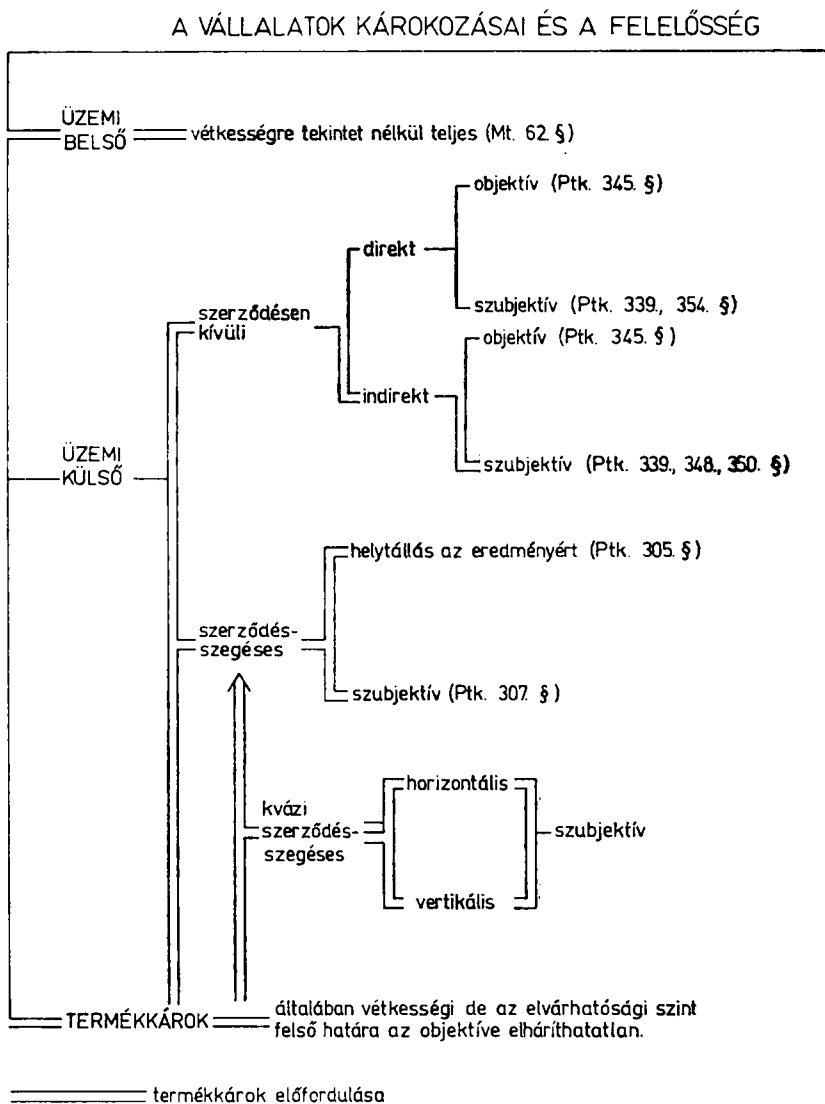 A VÁLLALATOK KÁROKOZÁSAI ÉS A FELELŐSSÉG
ÜZEMI
BELSŐ
vétkességre tekintet nélkül teljes (Mt. 62. §)
objektív (Ptk. 345. §)
direkt
szubjektív (Ptk. 339., 354. §)
szerződésen
kívüli
objektív (Ptk. 345. §)
indirekt
szubjektív (Ptk. 339., 348., 350. §)
ÜZEMI
KÜLSŐ
helytállás az eredményért (Ptk. 305. §)
szerződés-
szegéses
szubjektív (Ptk. 307. §)
horizontális
kvázi
szerződés-
szegéses
szubjektív
vertikális
TERMÉKKÁROK
általában vétkességi de az elvárhatósági szint
felső határa az objektíve elháríthatatlan.
termékkárok előfordulása